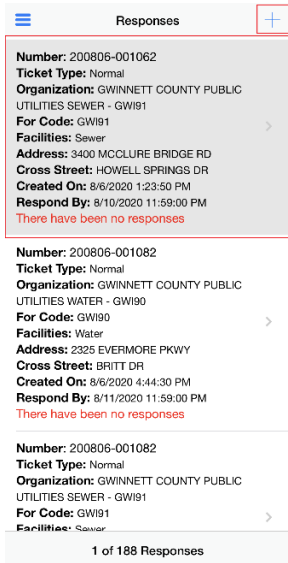 Responses
Number: 200806-001062
Ticket Type: Normal
Organization: GWINNETT COUNTY PUBLIC
UTILITIES SEWER - GWI91
For Code: GWI91
Facilities: Sewer
Address: 3400 MCCLURE BRIDGE RD
Cross Street: HOWELL SPRINGS DR
Created On: 8/6/2020 1:23:50 PM
Respond By: 8/10/2020 11:59:00 PM
There have been no responses
Number: 200806-001082
Ticket Type: Normal
Organization: GWINNETT COUNTY PUBLIC
UTILITIES WATER - GWI90
For Code: GWI90
Facilities: Water
Address: 2325 EVERMORE PKWY
Cross Street: BRITT DR
Created On: 8/6/2020 4:44:30 PM
Respond By: 8/11/2020 11:59:00 PM
There have been no responses
Number: 200806-001082
Ticket Type: Normal
Organization: GWINNETT COUNTY PUBLIC
UTILITIES SEWER - GWI91
For Code: GWI91
Facilities: Sewer
1 of 188 Responses